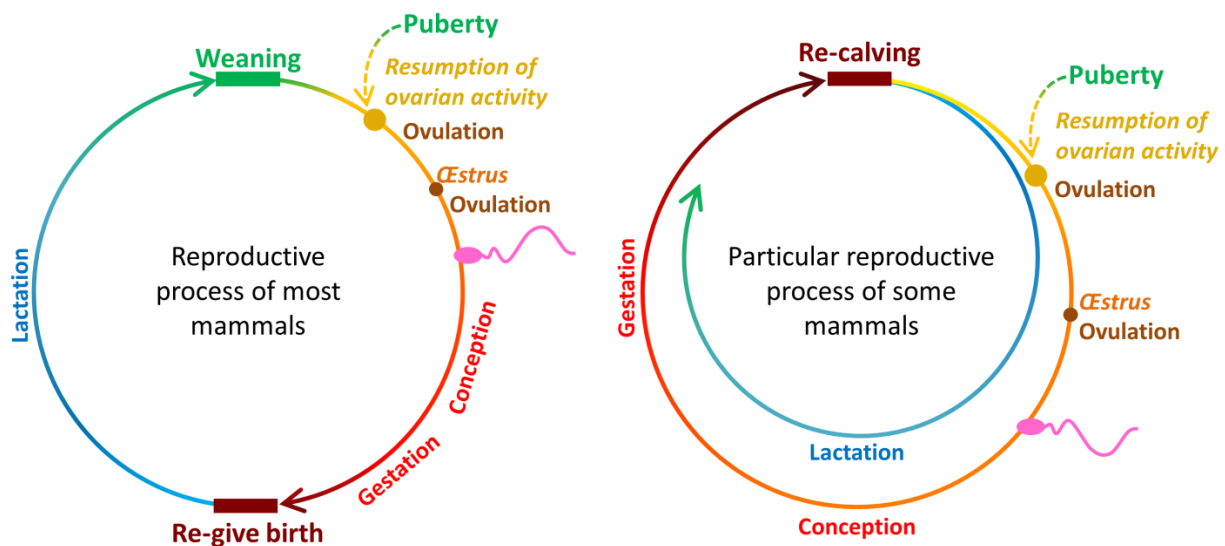 Puberty
Weaning
Resumption of
ovarian activity
Ovulation
Œstrus
Ovulation
Reproductive
process of most
mammals
Lactation
Conception
Gestation
Re-give birth
Re-calving
Puberty
Resumption of
ovarian activity
Ovulation
Particular reproductive
process of some
mammals
Gestation
Œstrus
Ovulation
Lactation
Conception